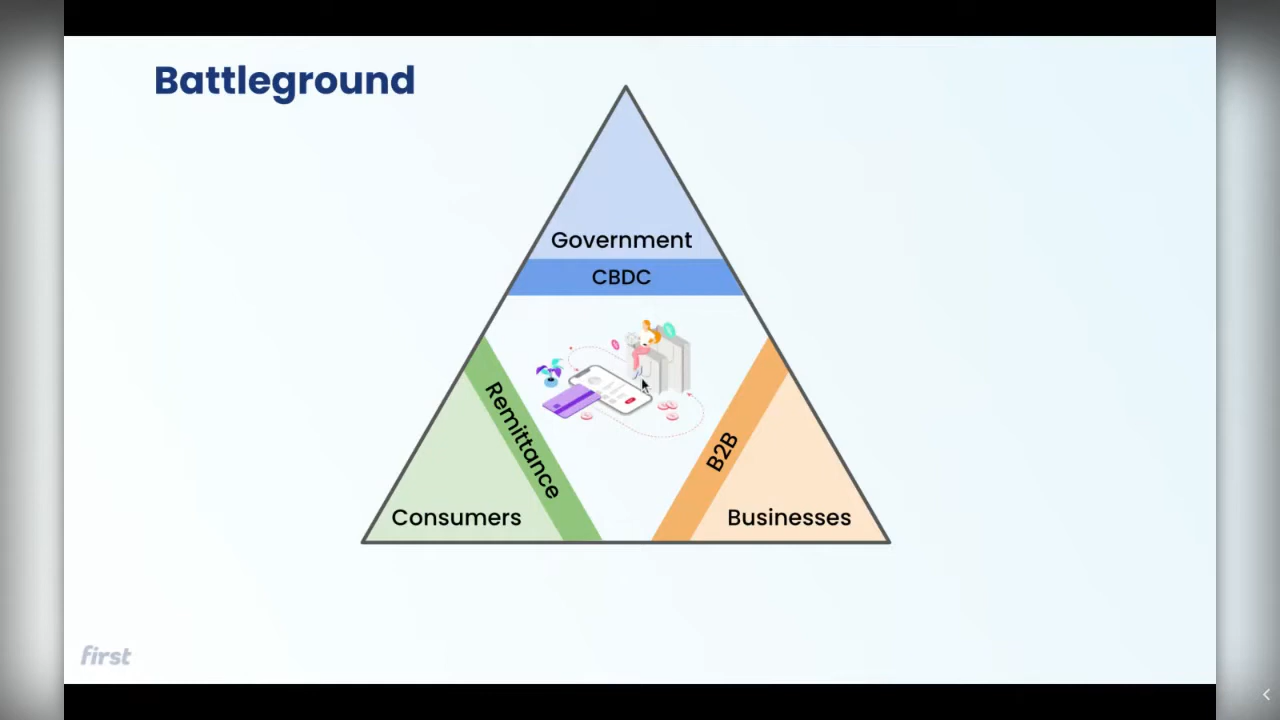 Battleground
Government
CBDC
Remittance
B2B
Consumers
Businesses
first